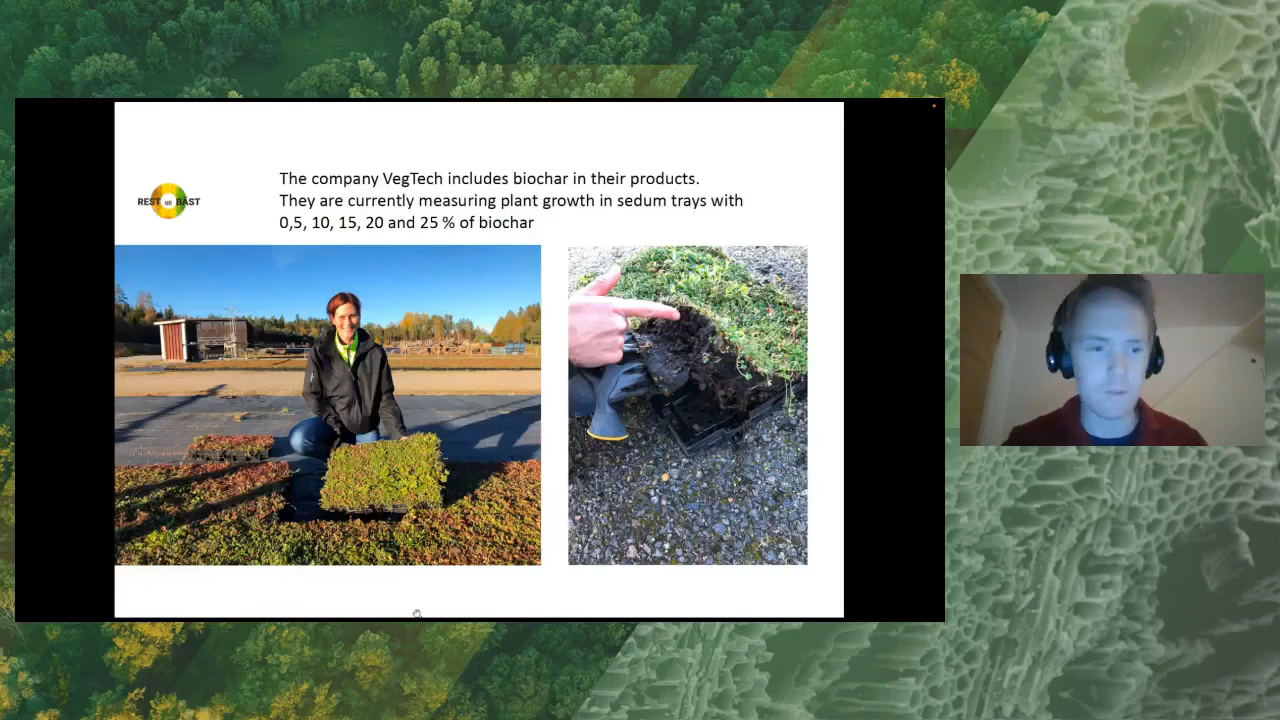 The company VegTech includes biochar in their products.
They are currently measuring plant growth in sedum trays with
0,5, 10, 15, 20 and 25 % of biochar
REST till BÄST